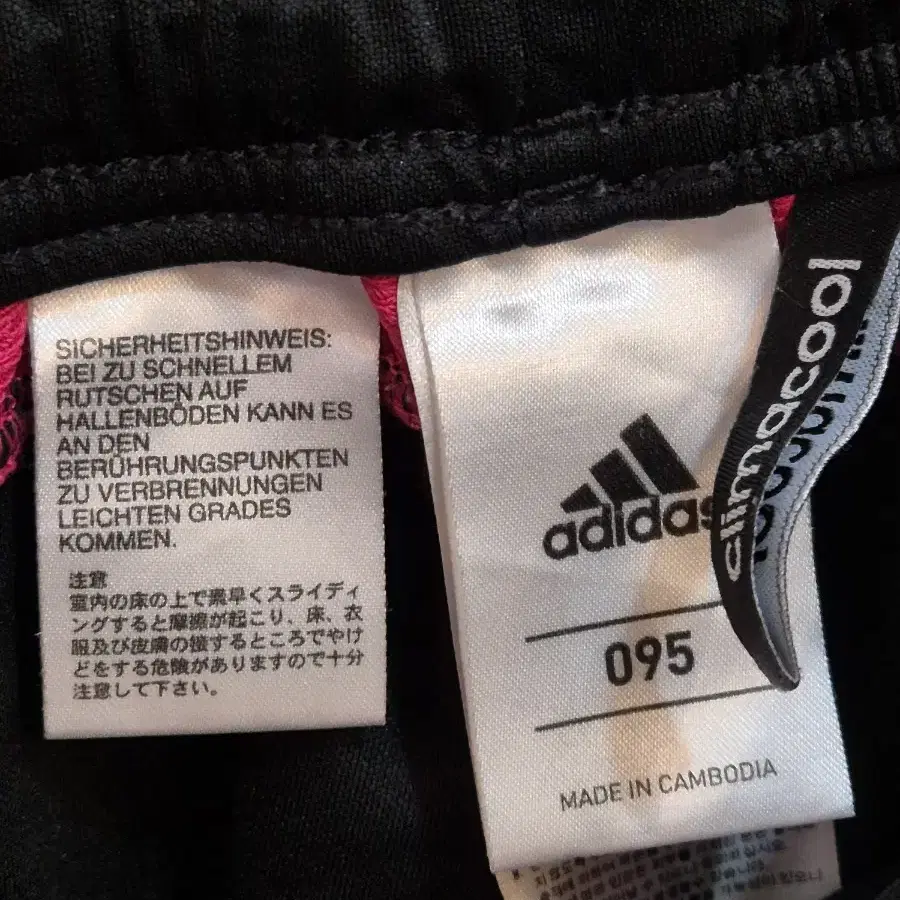 SICHERHEITSHINWEIS:
BEI ZU SCHNELLEM
RUTSCHEN AUF
HALLENBÖDEN KANN ES
AN DEN
BERÜHRUNGSPUNKTEN
ZU VERBRENNUNGEN
LEICHTEN GRADES
KOMMEN.
注意
室内の床の上で素早くスライディ
ングすると摩擦が起こり、床、衣
服及び皮膚の接するところでやけ
どをする危険がありますので十分
注意して下さい。
adidas
095
MADE IN CAMBODIA
climacool